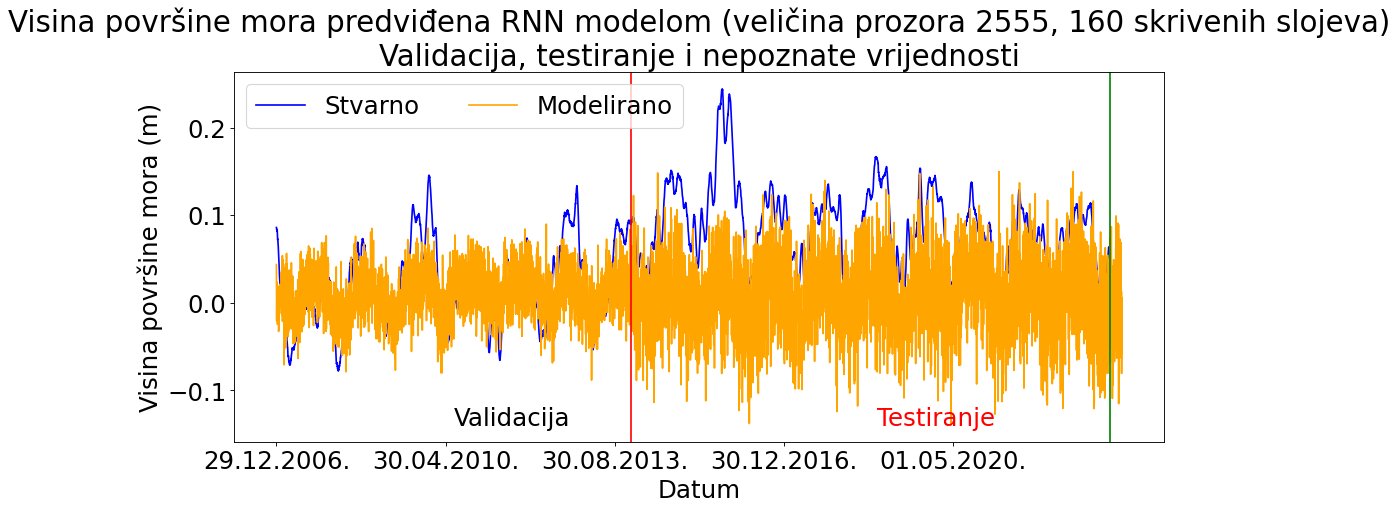 Visina površine mora predviđena RNN modelom (veličina prozora 2555, 160 skrivenih slojeva)
Validacija, testiranje i nepoznate vrijednosti
Stvarno
Modelirano
Visina površine mora (m)
0.2
0.1
0.0
−0.1
Validacija
Testiranje
29.12.2006.
30.04.2010.
30.08.2013.
30.12.2016.
01.05.2020.
Datum